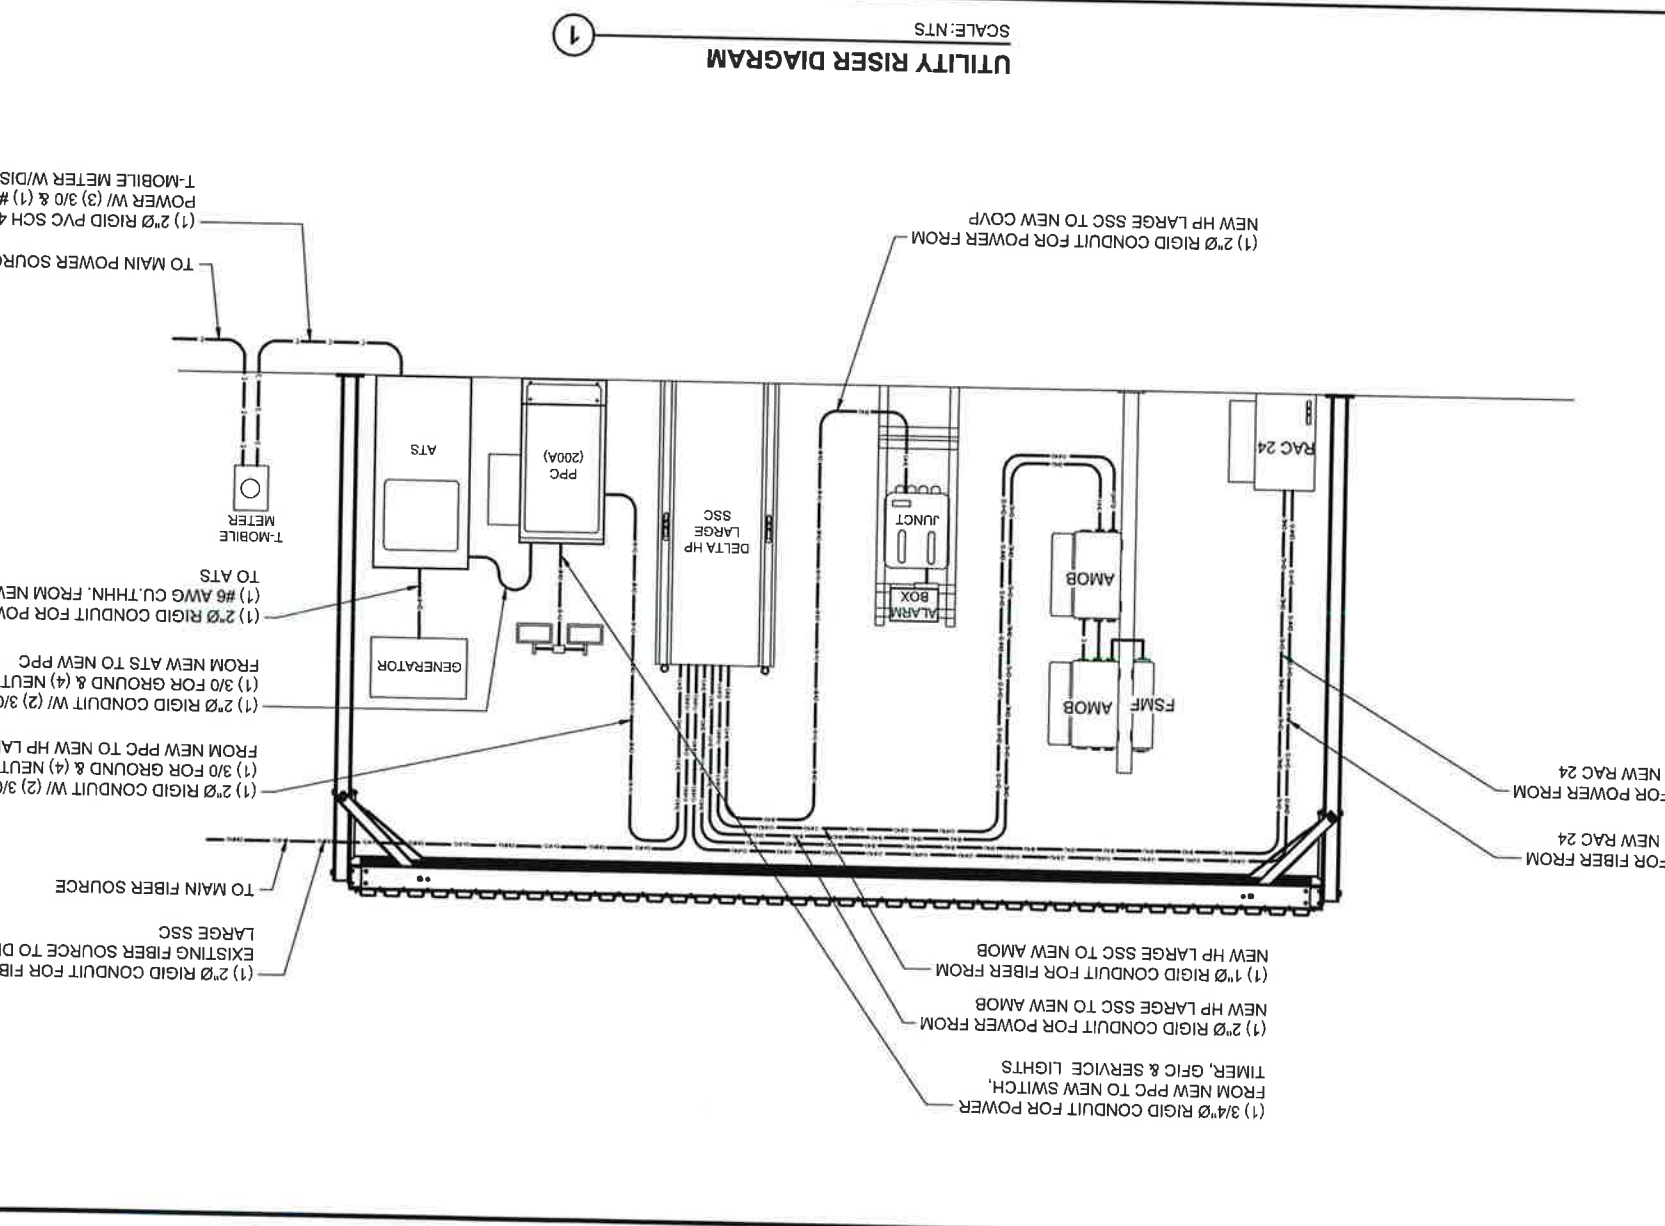 (1) 3/4"Ø RIGID CONDUIT FOR POWER
FROM NEW PPC TO NEW SWITCH,
TIMER, GFIC & SERVICE LIGHTS
(1) 2"Ø RIGID CONDUIT FOR POWER FROM
NEW HP LARGE SSC TO NEW AMOB
(1) 1"Ø RIGID CONDUIT FOR FIBER FROM
NEW HP LARGE SSC TO NEW AMOB
(1) 2"Ø RIGID CONDUIT FOR FIB
EXISTING FIBER SOURCE TO D
LARGE SSC
TO MAIN FIBER SOURCE
FOR FIBER FROM
NEW RAC 24
FOR POWER FROM
NEW RAC 24
(1) 2"Ø RIGID CONDUIT W/ (2) 3/0
(1) 3/0 FOR GROUND & (4) NEUT
FROM NEW PPC TO NEW HP LA
(1) 2"Ø RIGID CONDUIT W/ (2) 3/0
(1) 3/0 FOR GROUND & (4) NEUT
FROM NEW ATS TO NEW PPC
(1) 2"Ø RIGID CONDUIT FOR POW
(1) #6 AWG CU.THHN. FROM NEW
TO ATS
FSMF
AMOB
AMOB
GENERATOR
ALARM
BOX
JUNCT
DELTA HP
LARGE
SSC
PPC
(200A)
ATS
T-MOBILE
METER
RAC 24
TO MAIN POWER SOURC
(1) 2"Ø RIGID PVC SCH 4
POWER W/ (3) 3/0 & (1) #
T-MOBILE METER W/DIS
(1) 2"Ø RIGID CONDUIT FOR POWER FROM
NEW HP LARGE SSC TO NEW COVP
UTILITY RISER DIAGRAM
SCALE: NTS
1